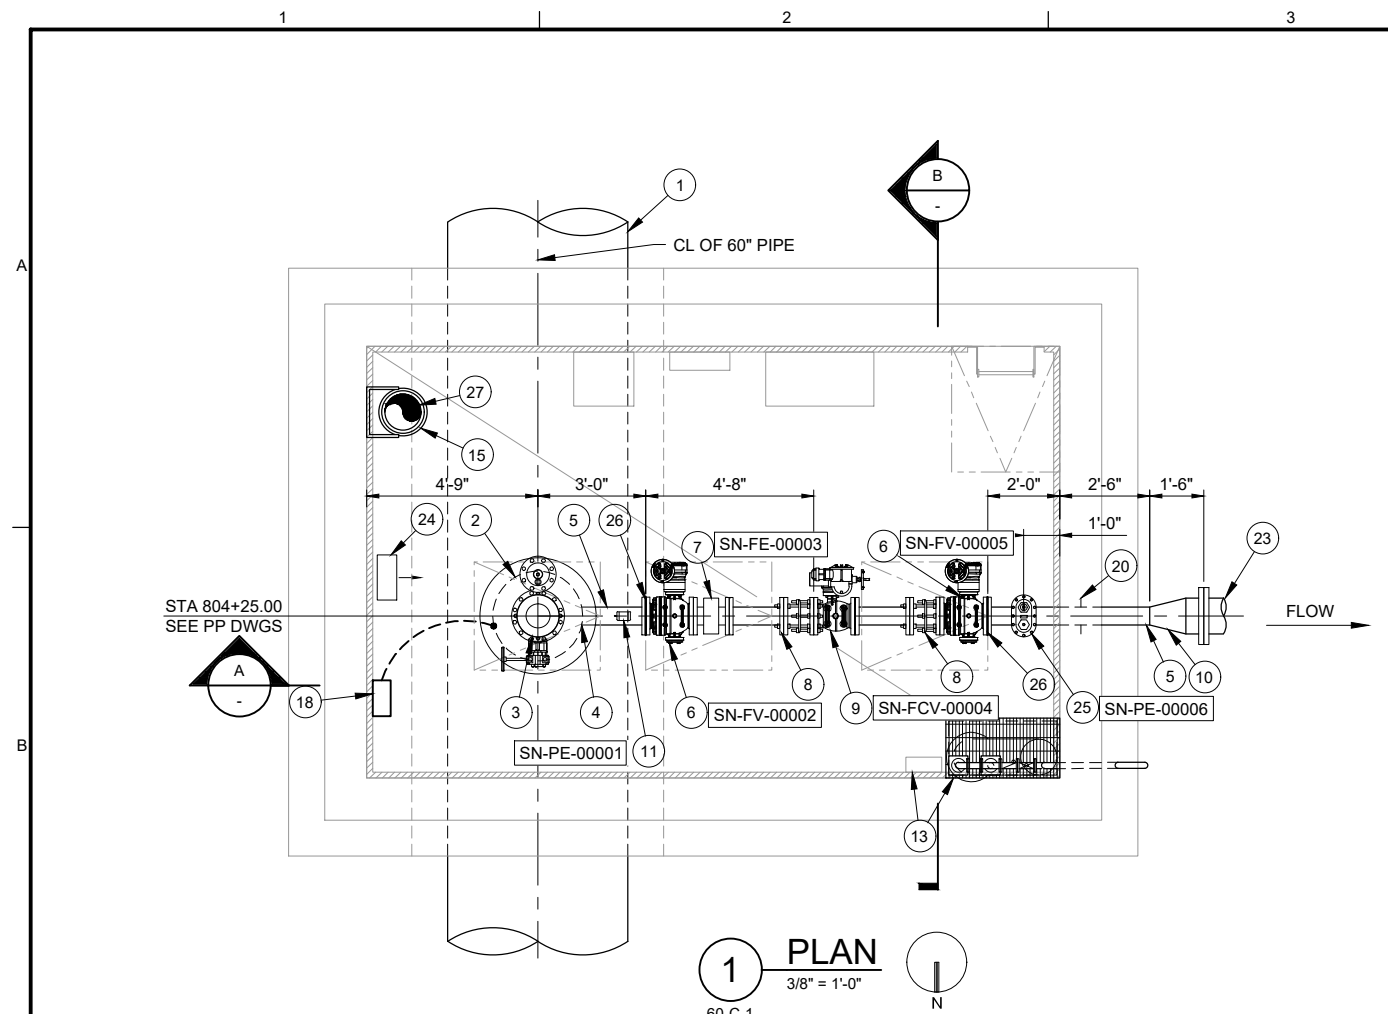 1
2
3
A
B
-
1
CL OF 60" PIPE
27
15
4'-9"
3'-0"
4'-8"
2'-0"
2'-6"
1'-6"
1'-0"
24
2
5
26
7
SN-FE-00003
6
SN-FV-00005
20
23
STA 804+25.00
SEE PP DWGS
FLOW
A
-
18
3
4
SN-PE-00001
11
6
SN-FV-00002
8
9
SN-FCV-00004
8
26
25
SN-PE-00006
5
10
B
13
1
PLAN
3/8" = 1'-0"
N
60-C-1